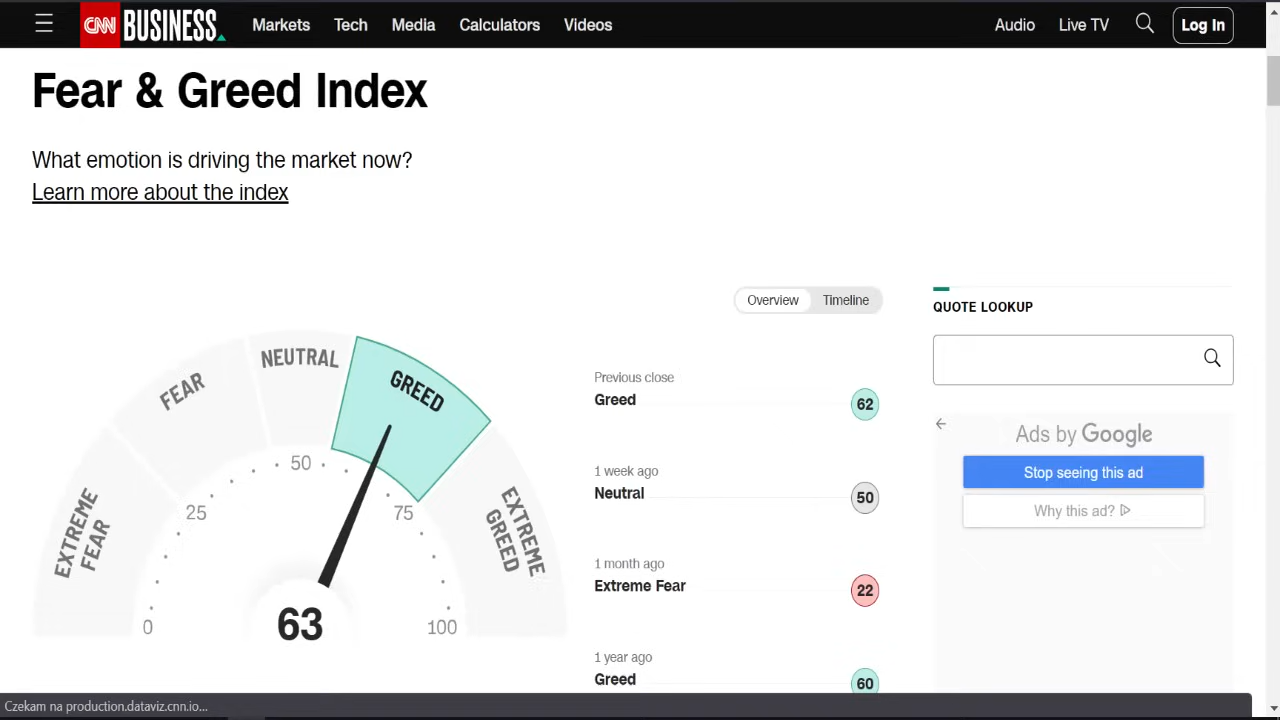 CNN BUSINESS
Markets
Tech
Media
Calculators
Videos
Audio
Live TV
Log In
Fear & Greed Index
What emotion is driving the market now?
Learn more about the index
Overview
Timeline
EXTREME
FEAR
FEAR
NEUTRAL
GREED
EXTREME
GREED
0
25
50
75
100
63
Previous close
Greed
62
1 week ago
Neutral
50
1 month ago
Extreme Fear
22
1 year ago
Greed
60
QUOTE LOOKUP
Ads by Google
Stop seeing this ad
Why this ad?
Czekam na production.dataviz.cnn.io...